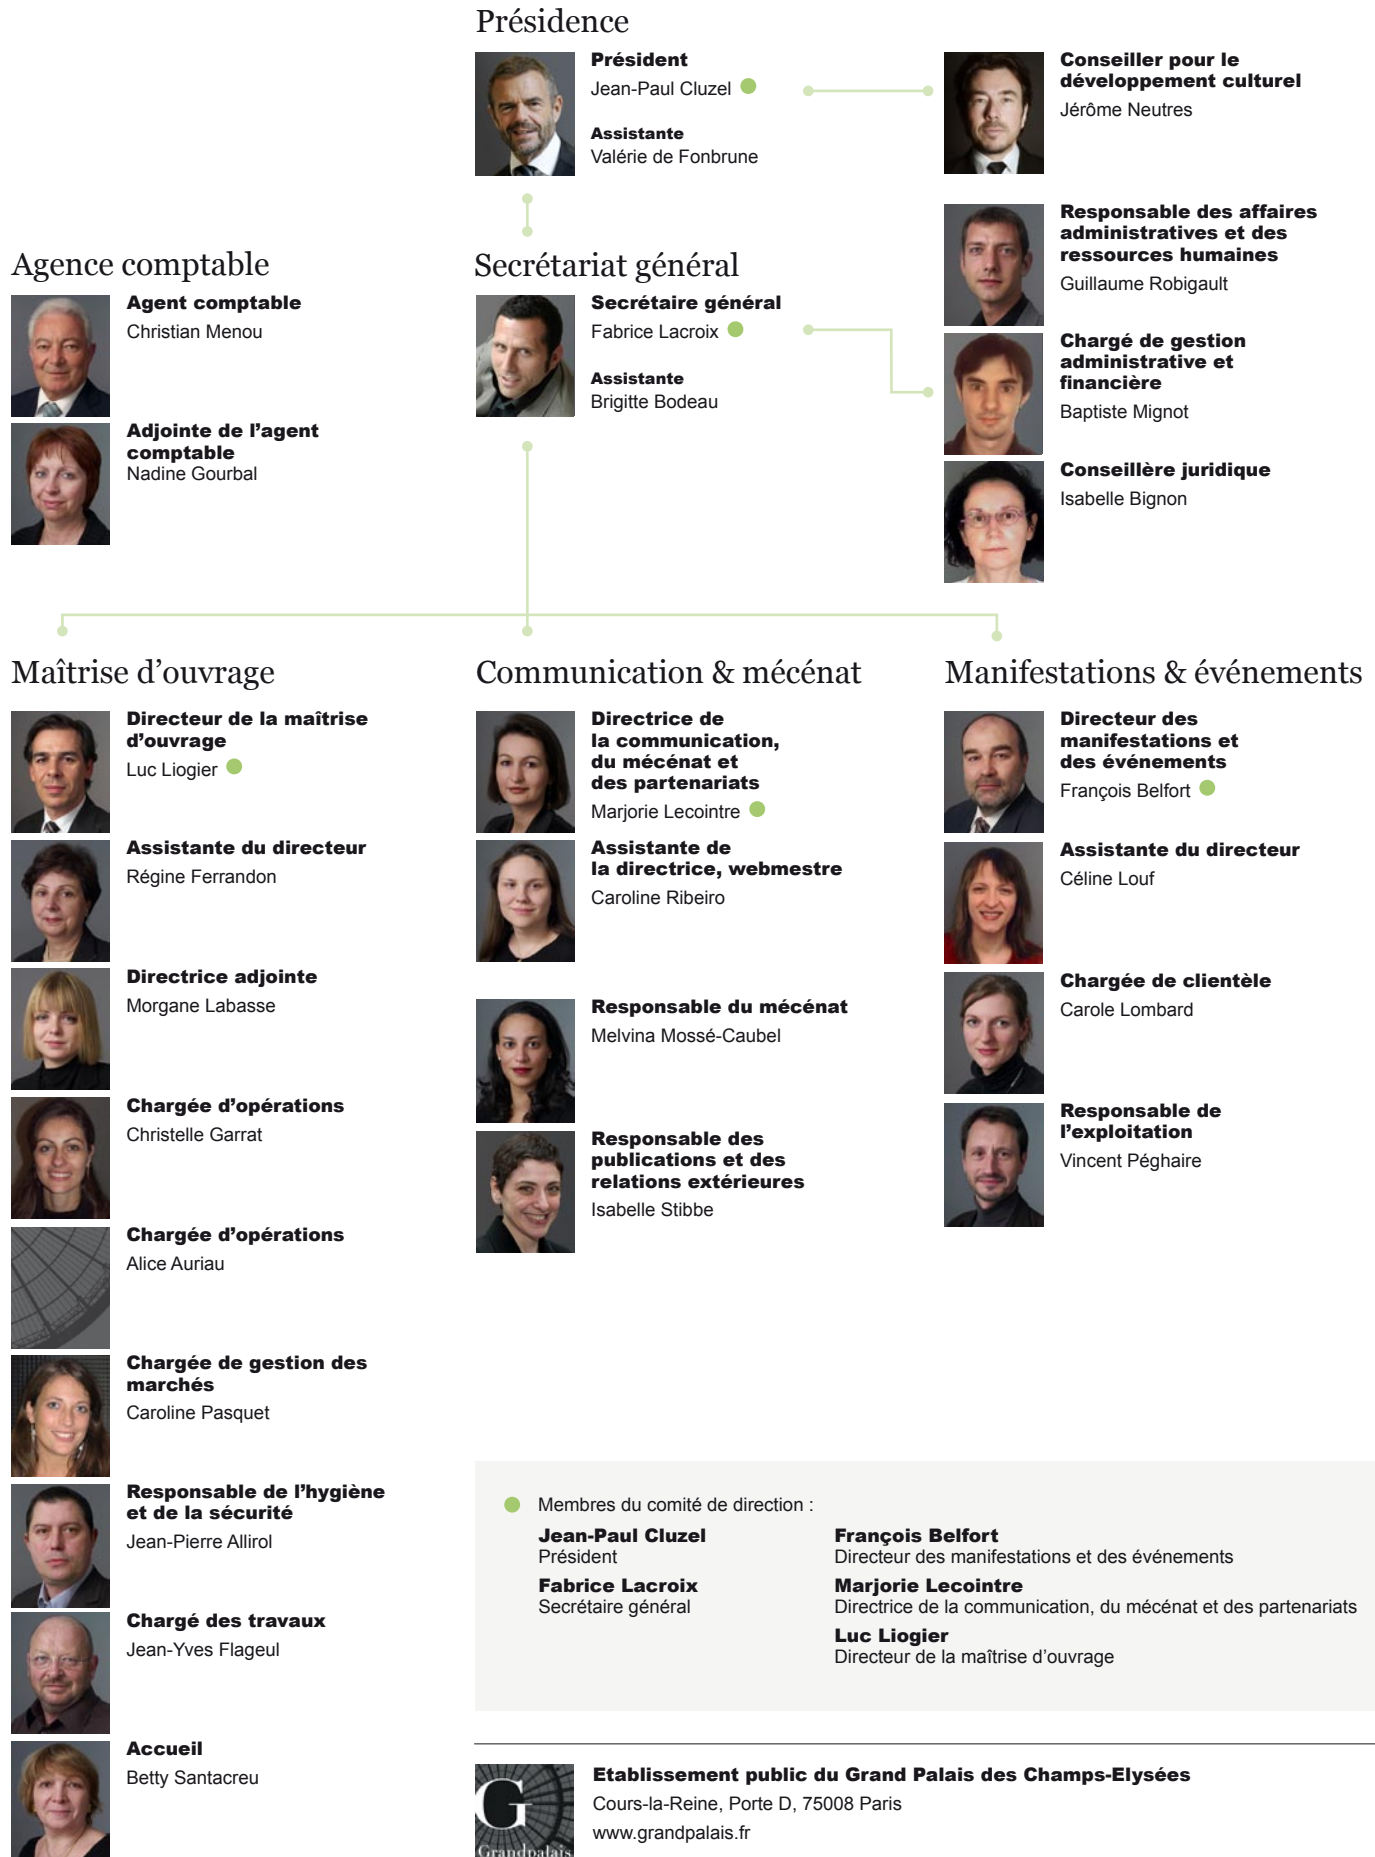 Présidence
Président
Jean-Paul Cluzel
Assistante
Valérie de Fonbrune
Conseiller pour le
développement culturel
Jérôme Neutres
Agence comptable
Agent comptable
Christian Menou
Adjointe de l’agent
comptable
Nadine Gourbal
Secrétariat général
Secrétaire général
Fabrice Lacroix
Assistante
Brigitte Bodeau
Responsable des affaires
administratives et des
ressources humaines
Guillaume Robigault
Chargé de gestion
administrative et
financière
Baptiste Mignot
Conseillère juridique
Isabelle Bignon
Maîtrise d’ouvrage
Directeur de la maîtrise
d’ouvrage
Luc Liogier
Assistante du directeur
Régine Ferrandon
Directrice adjointe
Morgane Labasse
Chargée d’opérations
Christelle Garrat
Chargée d’opérations
Alice Auriau
Chargée de gestion des
marchés
Caroline Pasquet
Responsable de l’hygiène
et de la sécurité
Jean-Pierre Allirol
Chargé des travaux
Jean-Yves Flageul
Accueil
Betty Santacreu
Communication & mécénat
Directrice de
la communication,
du mécénat et
des partenariats
Marjorie Lecointre
Assistante de
la directrice, webmestre
Caroline Ribeiro
Responsable du mécénat
Melvina Mossé-Caubel
Responsable des
publications et des
relations extérieures
Isabelle Stibbe
Manifestations & événements
Directeur des
manifestations et
des événements
François Belfort
Assistante du directeur
Céline Louf
Chargée de clientèle
Carole Lombard
Responsable de
l’exploitation
Vincent Péghaire
Membres du comité de direction :
Jean-Paul Cluzel
Président
Fabrice Lacroix
Secrétaire général
François Belfort
Directeur des manifestations et des événements
Marjorie Lecointre
Directrice de la communication, du mécénat et des partenariats
Luc Liogier
Directeur de la maîtrise d’ouvrage
G
Grandpalais
Etablissement public du Grand Palais des Champs-Elysées
Cours-la-Reine, Porte D, 75008 Paris
www.grandpalais.fr